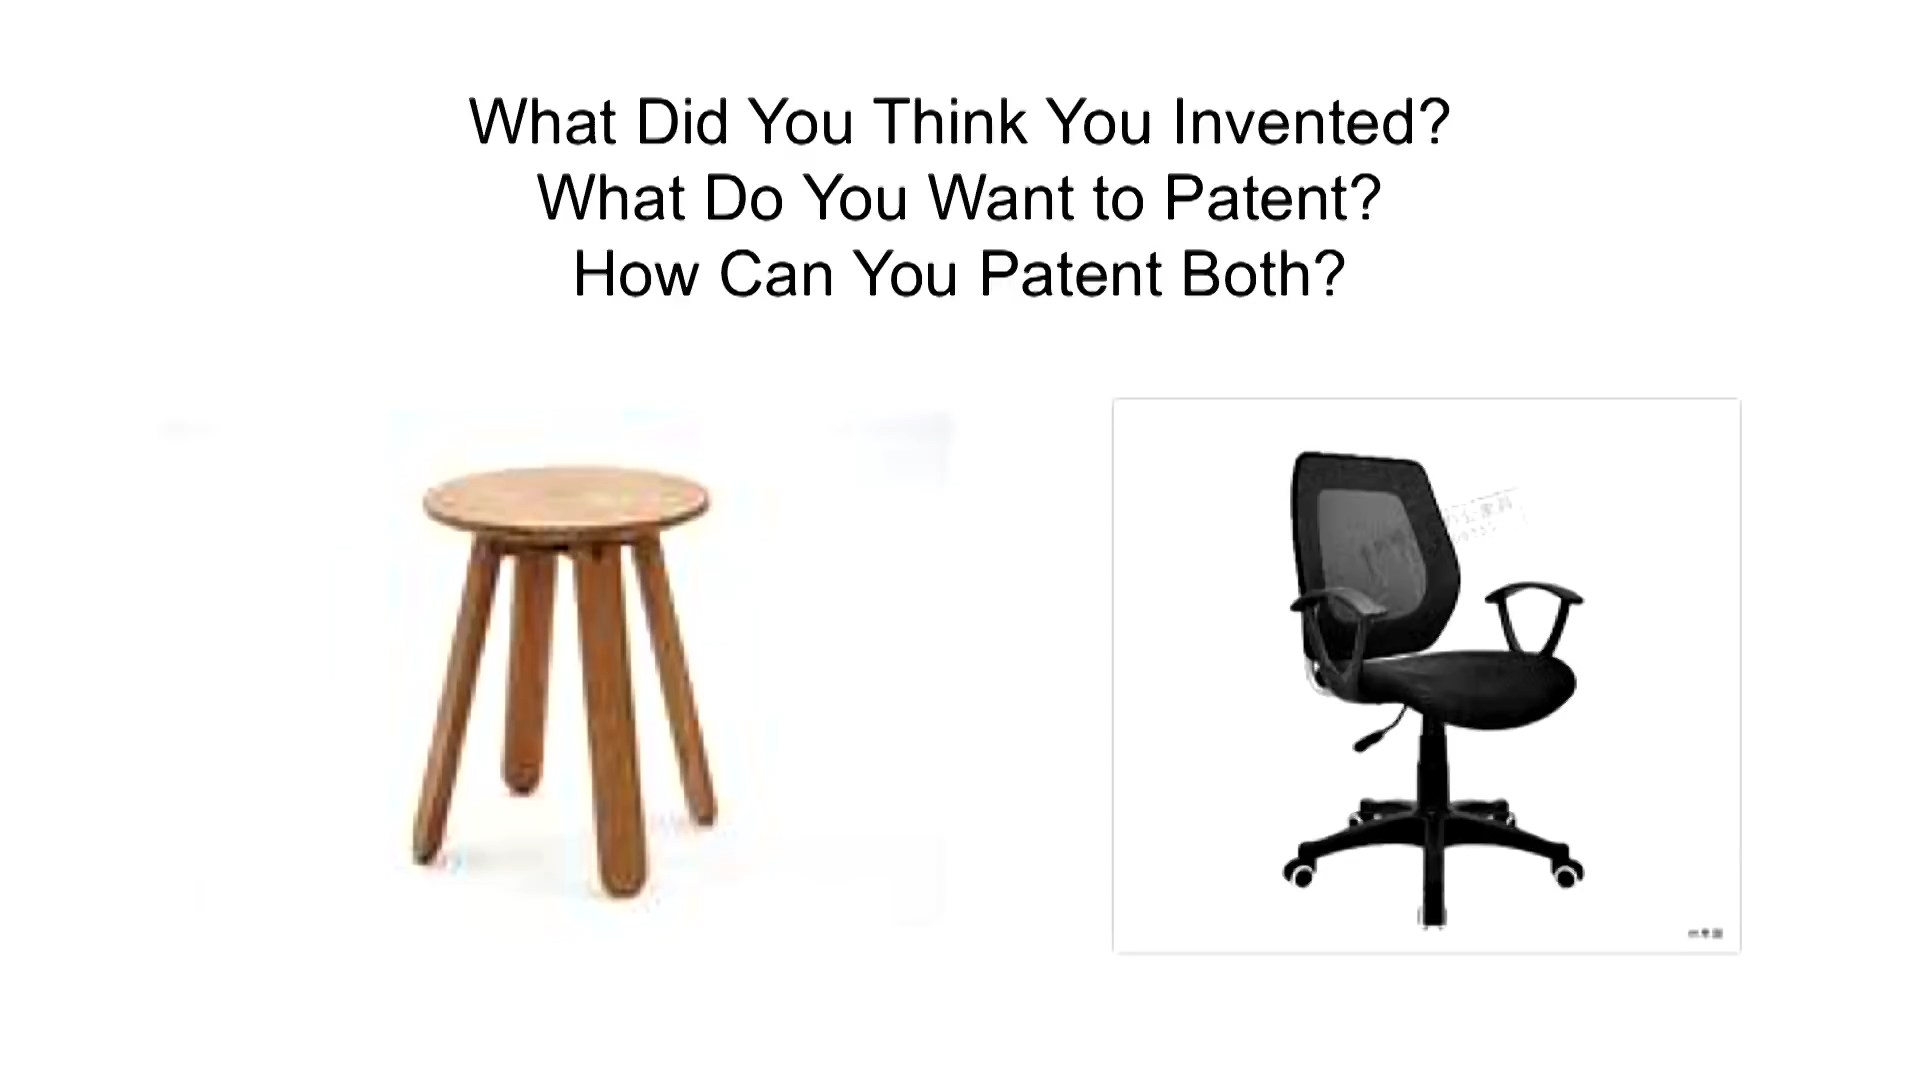 What Did You Think You Invented?
What Do You Want to Patent?
How Can You Patent Both?